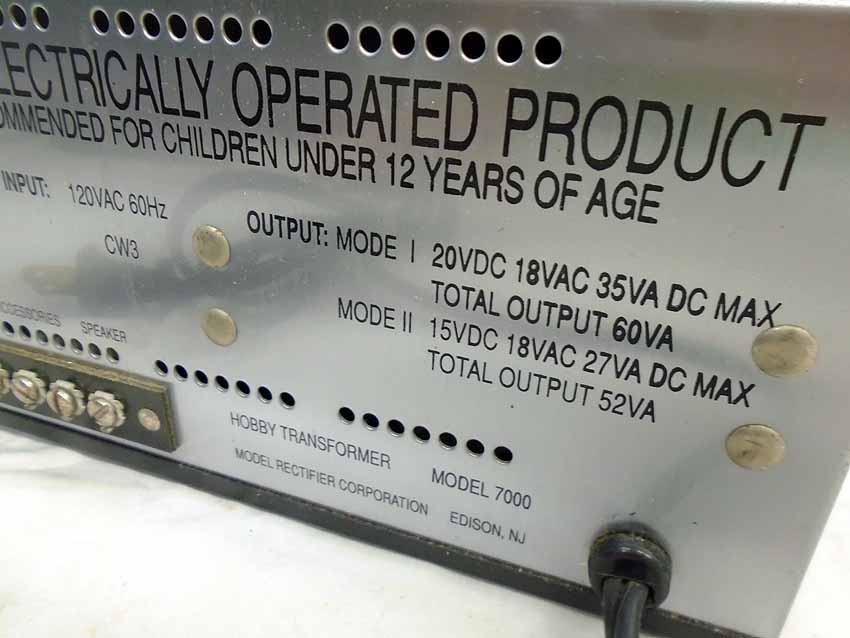 LECTRICALLY OPERATED PRODUCT
OMMENDED FOR CHILDREN UNDER 12 YEARS OF AGE
INPUT: 120VAC 60Hz
CW3
OUTPUT: MODE I 20VDC 18VAC 35VA DC MAX
TOTAL OUTPUT 60VA
MODE II 15VDC 18VAC 27VA DC MAX
TOTAL OUTPUT 52VA
ACCESSORIES SPEAKER
HOBBY TRANSFORMER MODEL 7000
MODEL RECTIFIER CORPORATION EDISON, NJ